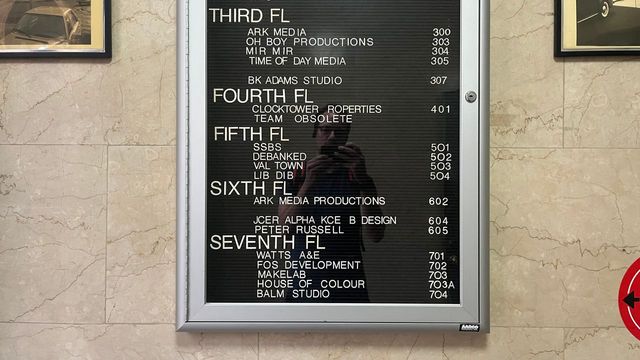 THIRD FL
ARK MEDIA 300
OH BOY PRODUCTIONS 303
MIR MIR 304
TIME OF DAY MEDIA 305
BK ADAMS STUDIO 307
FOURTH FL
CLOCKTOWER ROPERTIES 401
TEAM OBSOLETE
FIFTH FL
SSBS 501
DEBANKED 502
VAL TOWN 503
LIB DIB 504
SIXTH FL
ARK MEDIA PRODUCTIONS 602
JCER ALPHA KCE B DESIGN 604
PETER RUSSELL 605
SEVENTH FL
WATTS A&E 701
FOS DEVELOPMENT 702
MAKELAB 703
HOUSE OF COLOUR 703A
BALM STUDIO 704